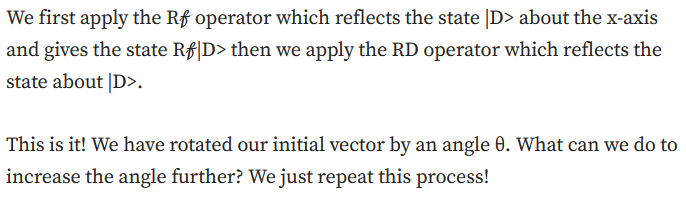 We first apply the R𝒇 operator which reflects the state |D> about the x-axis
and gives the state R𝒇|D> then we apply the RD operator which reflects the
state about |D>.
This is it! We have rotated our initial vector by an angle θ. What can we do to
increase the angle further? We just repeat this process!